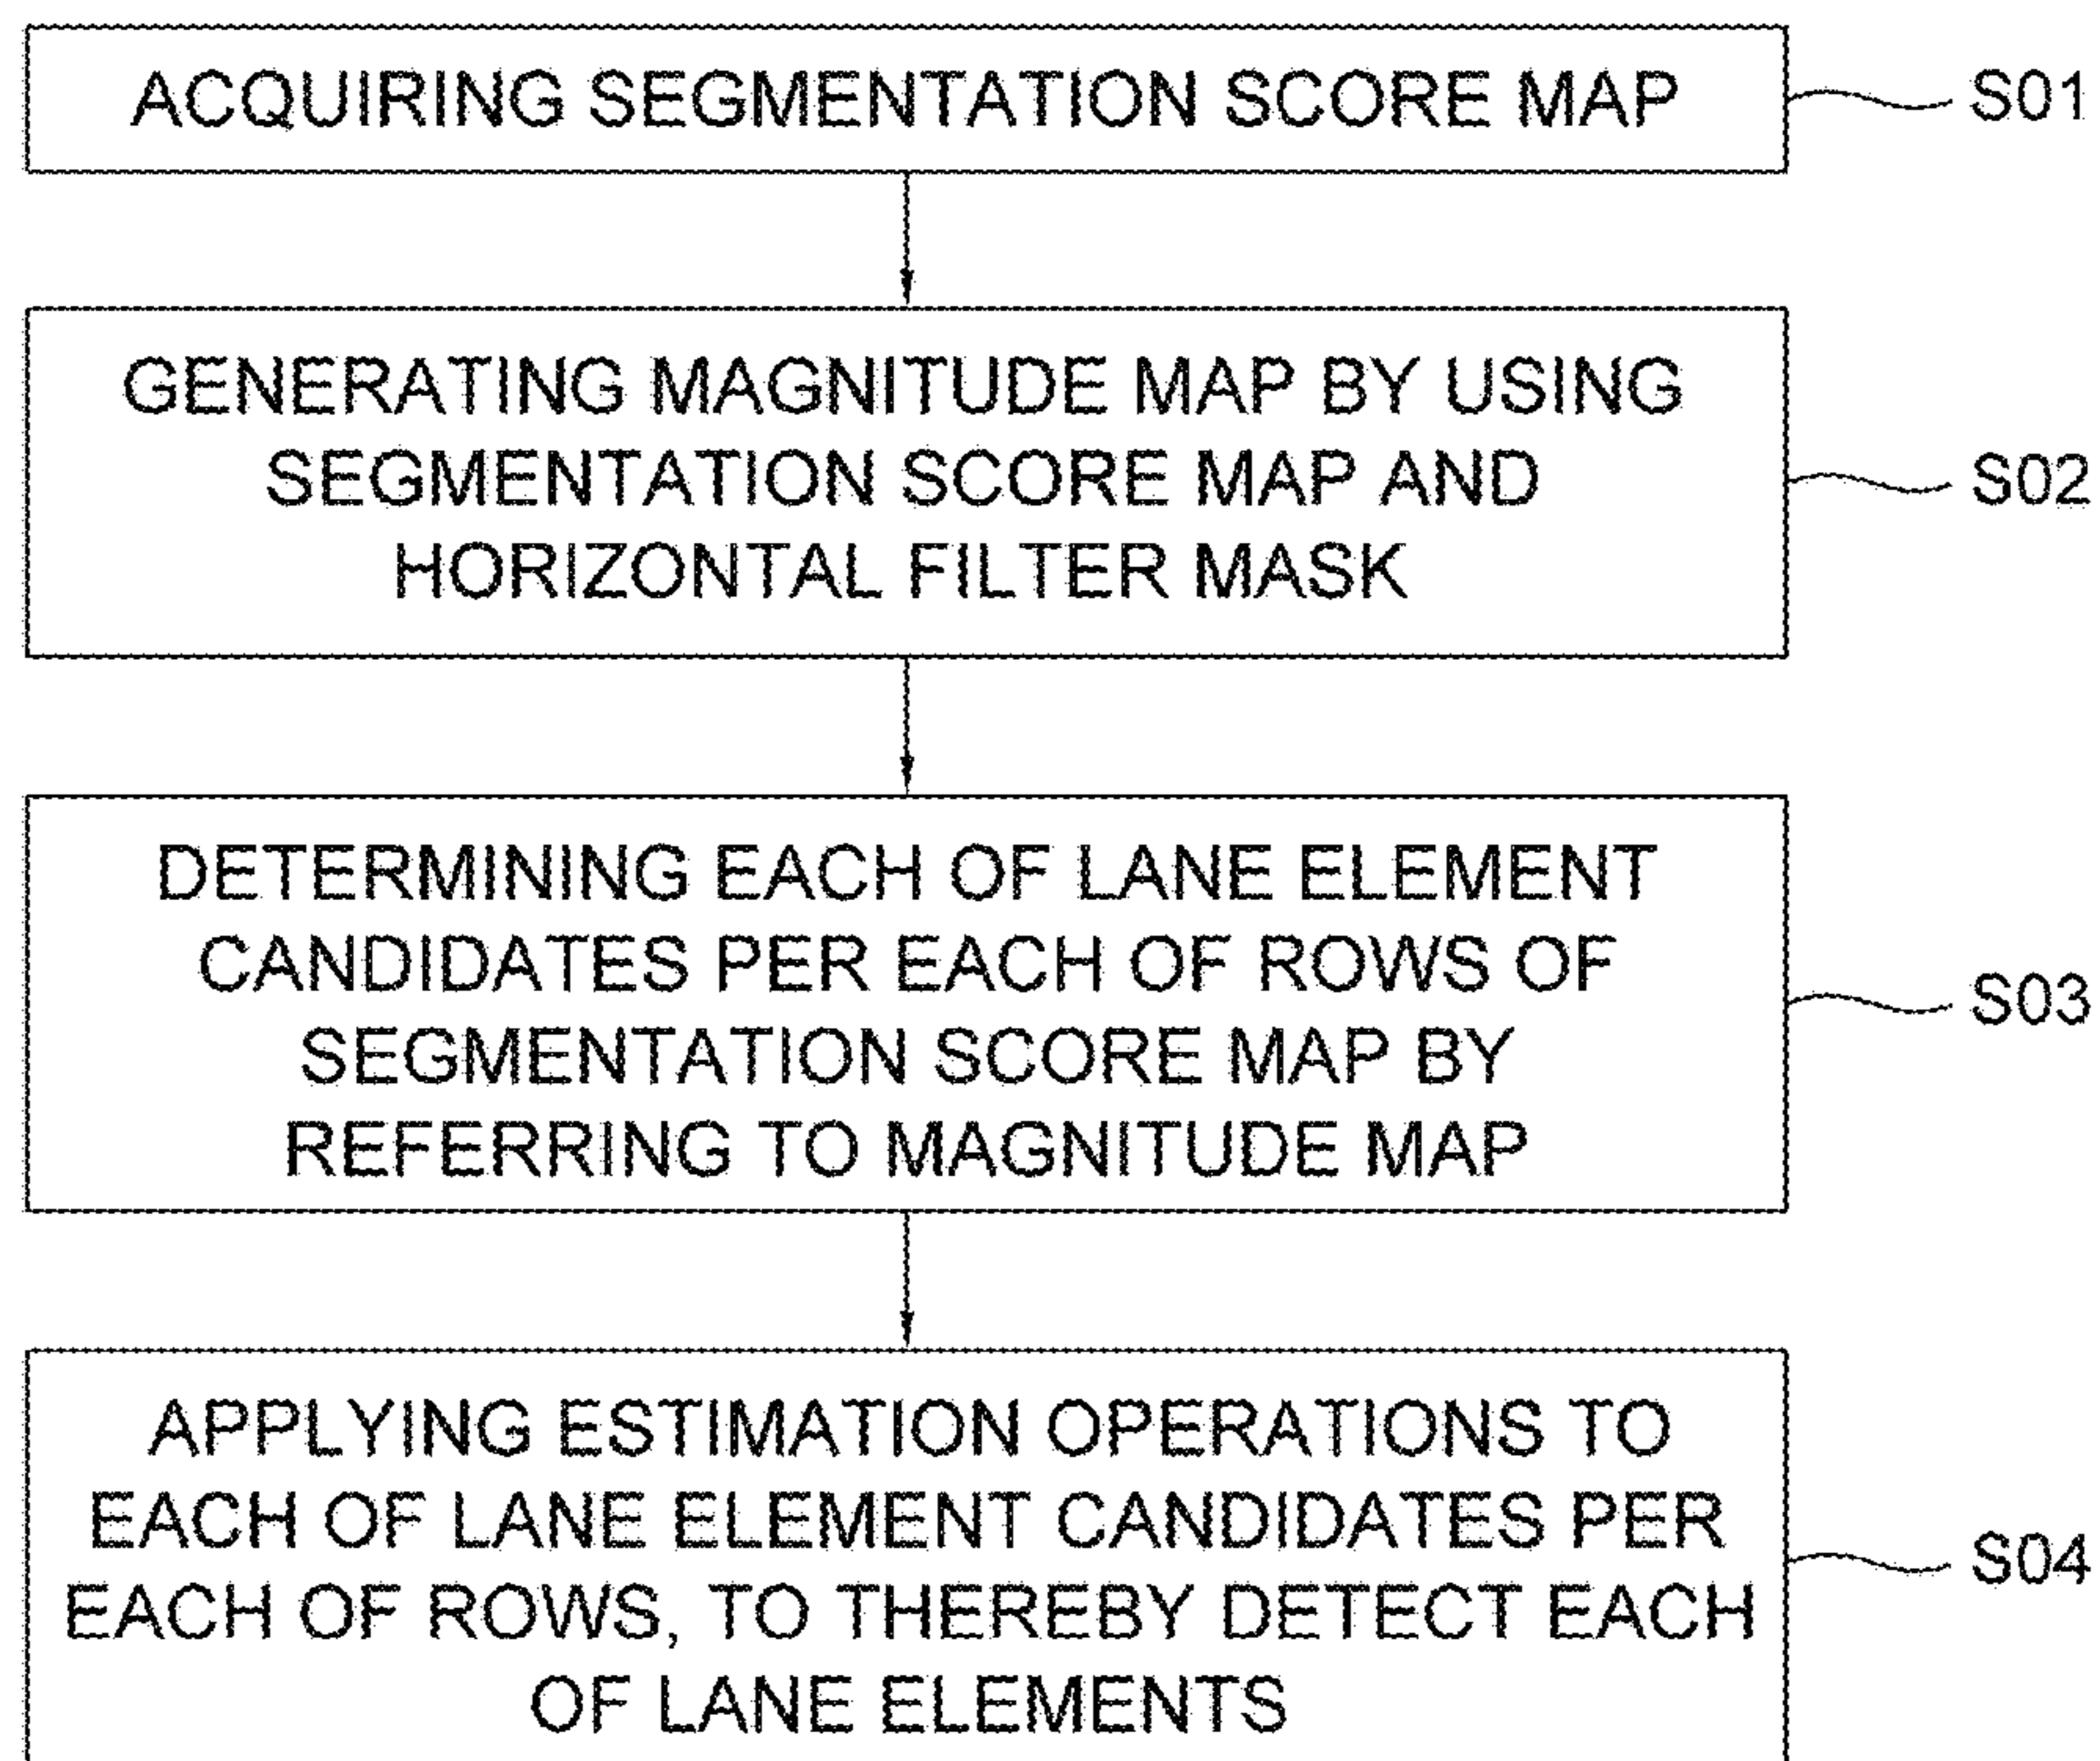 ACQUIRING SEGMENTATION SCORE MAP
S01
GENERATING MAGNITUDE MAP BY USING
SEGMENTATION SCORE MAP AND
HORIZONTAL FILTER MASK
S02
DETERMINING EACH OF LANE ELEMENT
CANDIDATES PER EACH OF ROWS OF
SEGMENTATION SCORE MAP BY
REFERRING TO MAGNITUDE MAP
S03
APPLYING ESTIMATION OPERATIONS TO
EACH OF LANE ELEMENT CANDIDATES PER
EACH OF ROWS, TO THEREBY DETECT EACH
OF LANE ELEMENTS
S04